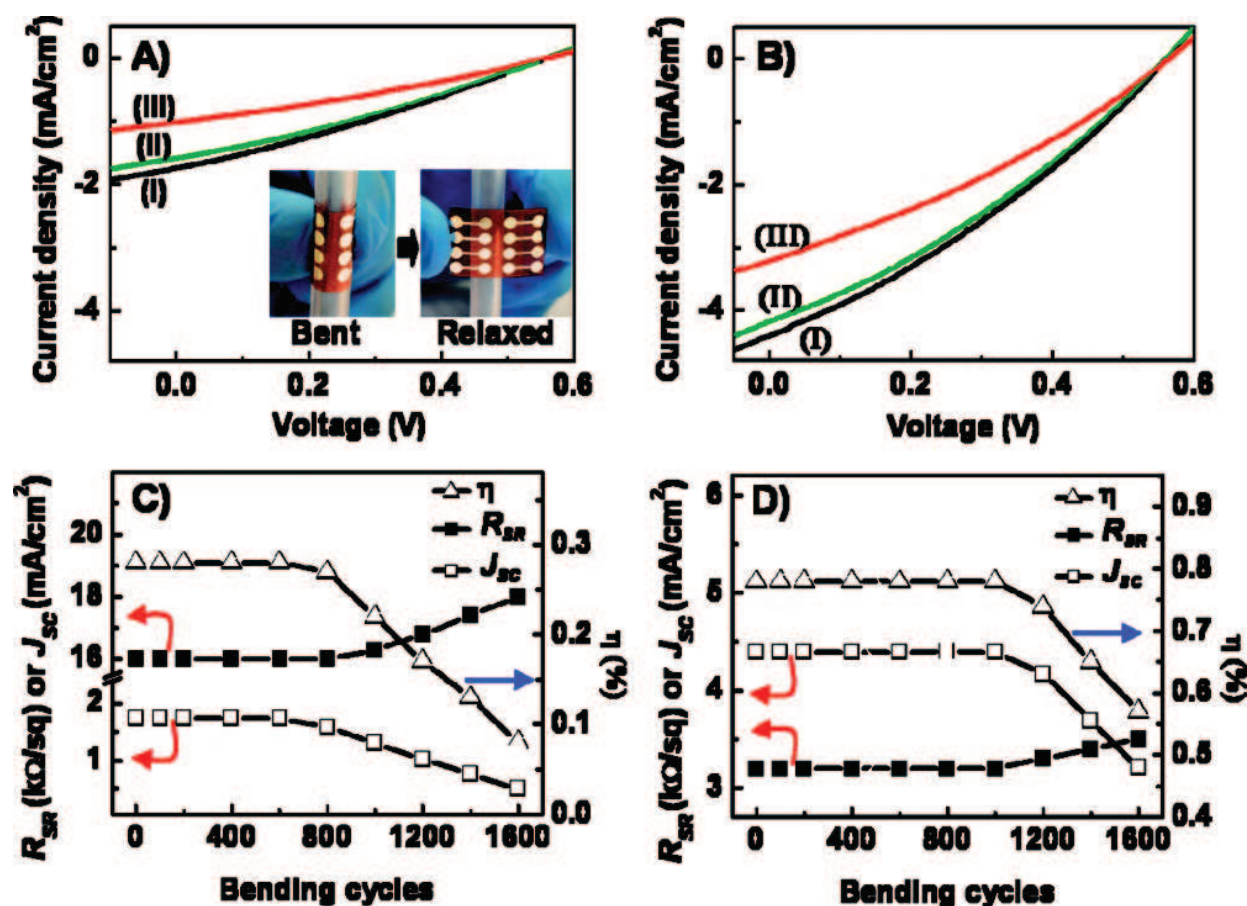 A)
Current density (mA/cm²)
0
-2
-4
(III)
(II)
(I)
Bent
Relaxed
0.0
0.2
0.4
0.6
Voltage (V)
B)
Current density (mA/cm²)
0
-2
-4
(III)
(II)
(I)
0.0
0.2
0.4
0.6
Voltage (V)
C)
η
R_SR
J_SC
R_SR (kΩ/sq) or J_SC (mA/cm²)
20
18
16
2
1
0.3
0.2
0.1
0.0
η (%)
0
400
800
1200
1600
Bending cycles
D)
η
R_SR
J_SC
R_SR (kΩ/sq) or J_SC (mA/cm²)
6
5
4
3
0.9
0.8
0.7
0.6
0.5
0.4
η (%)
0
400
800
1200
1600
Bending cycles